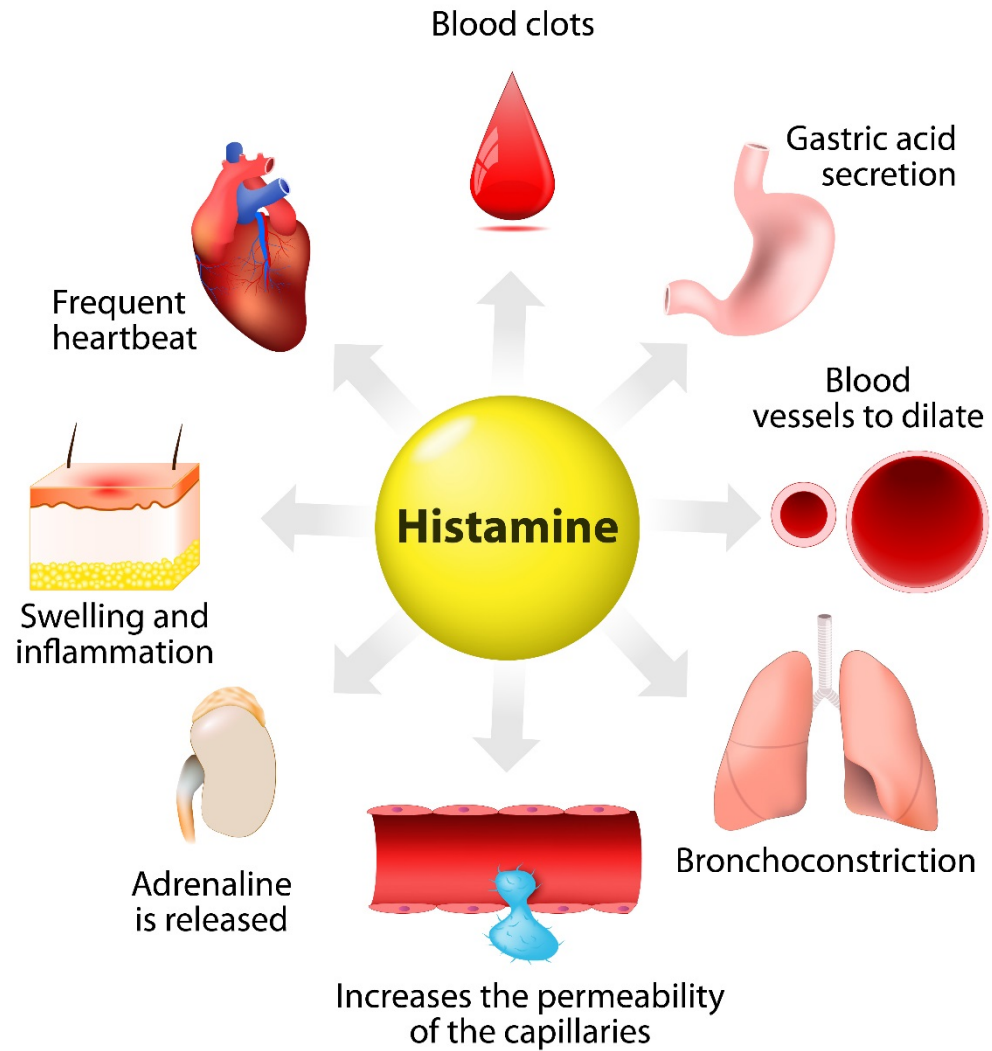 Blood clots
Gastric acid
secretion
Frequent
heartbeat
Blood
vessels to dilate
Histamine
Swelling and
inflammation
Bronchoconstriction
Adrenaline
is released
Increases the permeability
of the capillaries